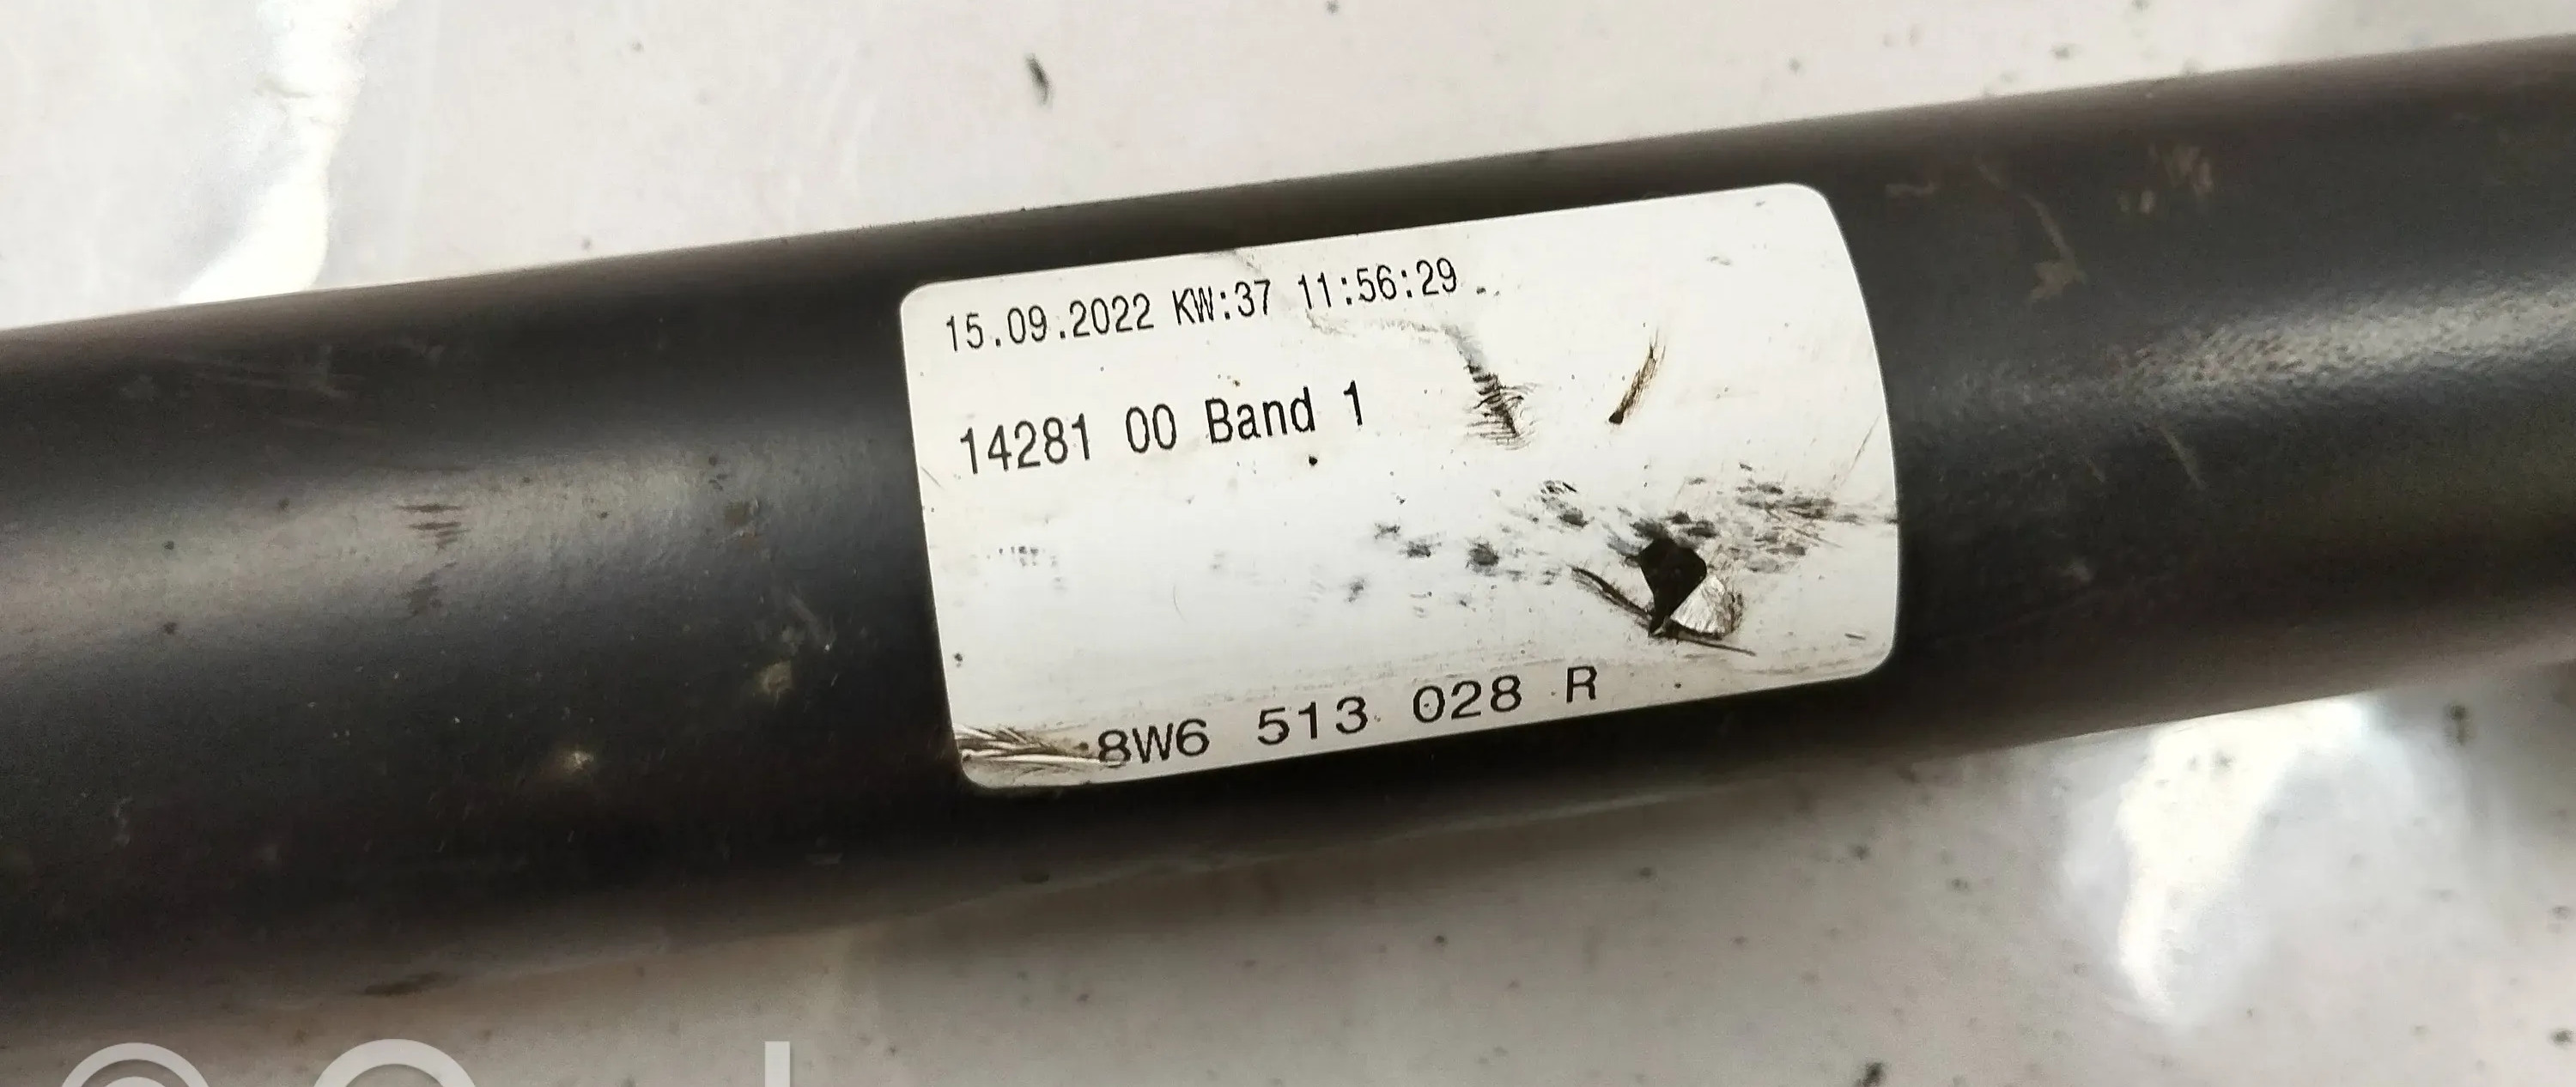 15.09.2022 KW:37 11:56:29
14281 00 Band 1
8W6 513 028 R